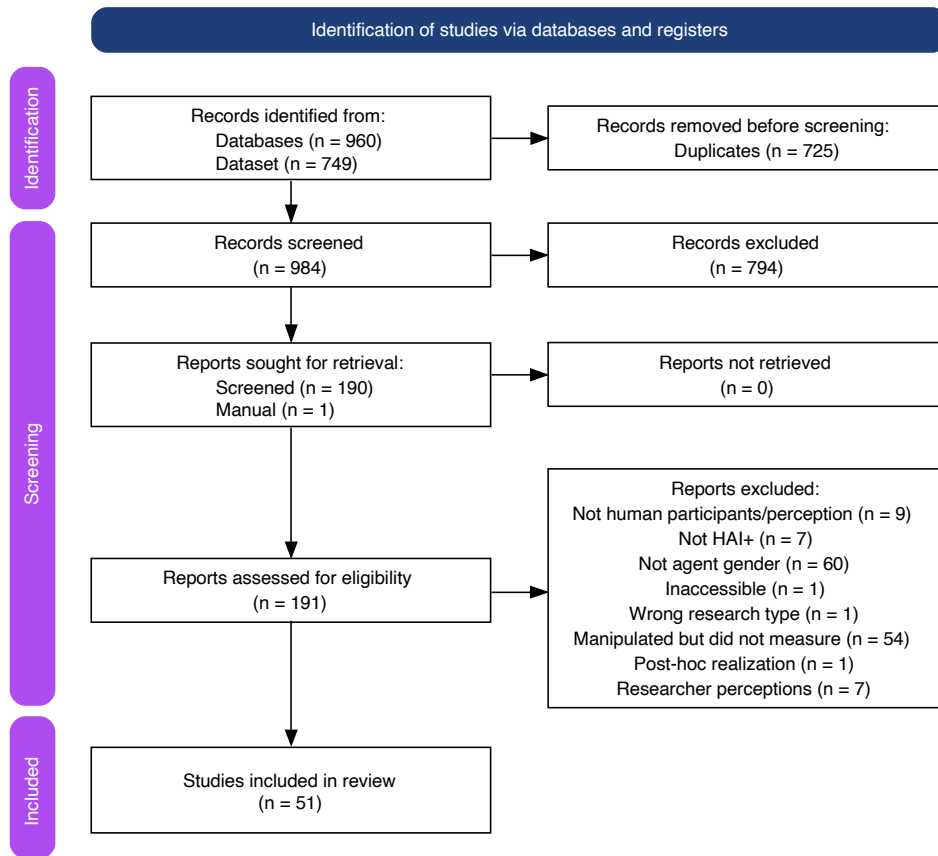 Identification of studies via databases and registers
Identification
Records identified from:
Databases (n = 960)
Dataset (n = 749)
Records removed before screening:
Duplicates (n = 725)
Screening
Records screened
(n = 984)
Records excluded
(n = 794)
Reports sought for retrieval:
Screened (n = 190)
Manual (n = 1)
Reports not retrieved
(n = 0)
Reports assessed for eligibility
(n = 191)
Reports excluded:
Not human participants/perception (n = 9)
Not HAI+ (n = 7)
Not agent gender (n = 60)
Inaccessible (n = 1)
Wrong research type (n = 1)
Manipulated but did not measure (n = 54)
Post-hoc realization (n = 1)
Researcher perceptions (n = 7)
Included
Studies included in review
(n = 51)